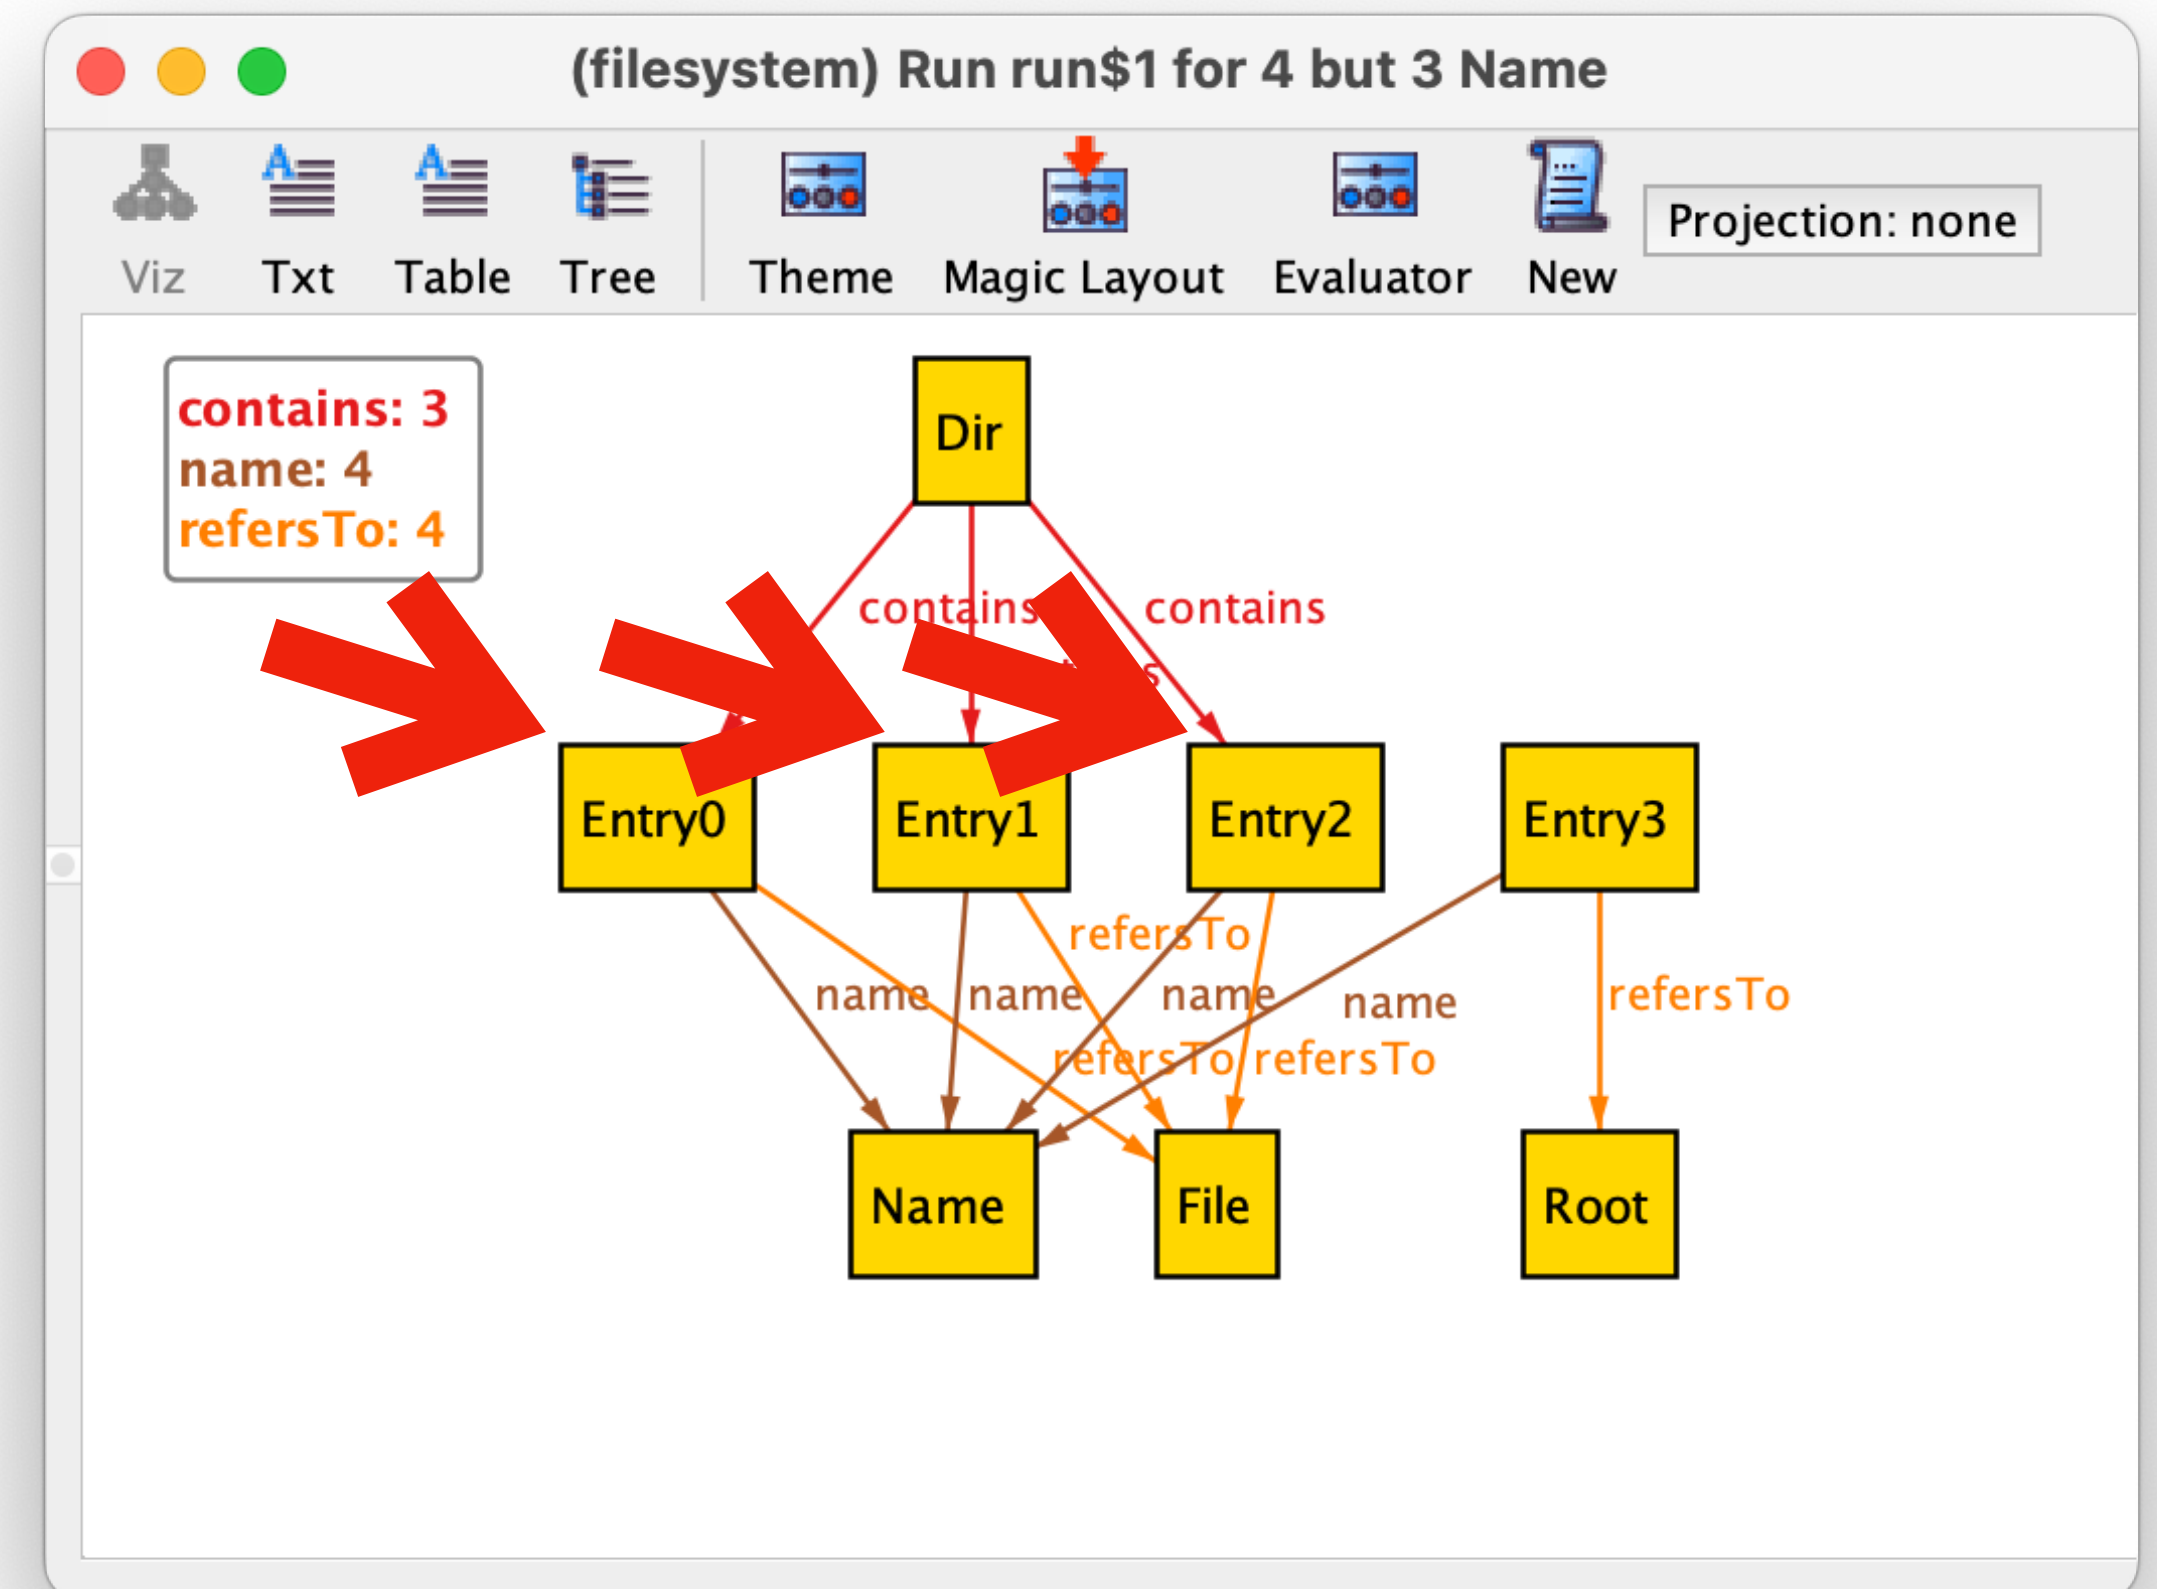 (filesystem) Run run$1 for 4 but 3 Name
Viz Txt Table Tree Theme Magic Layout Evaluator New Projection: none
contains: 3
name: 4
refersTo: 4
Dir
contains contains
Entry0 Entry1 Entry2 Entry3
refersTo
name name name name refersTo
refersTo refersTo
Name File Root